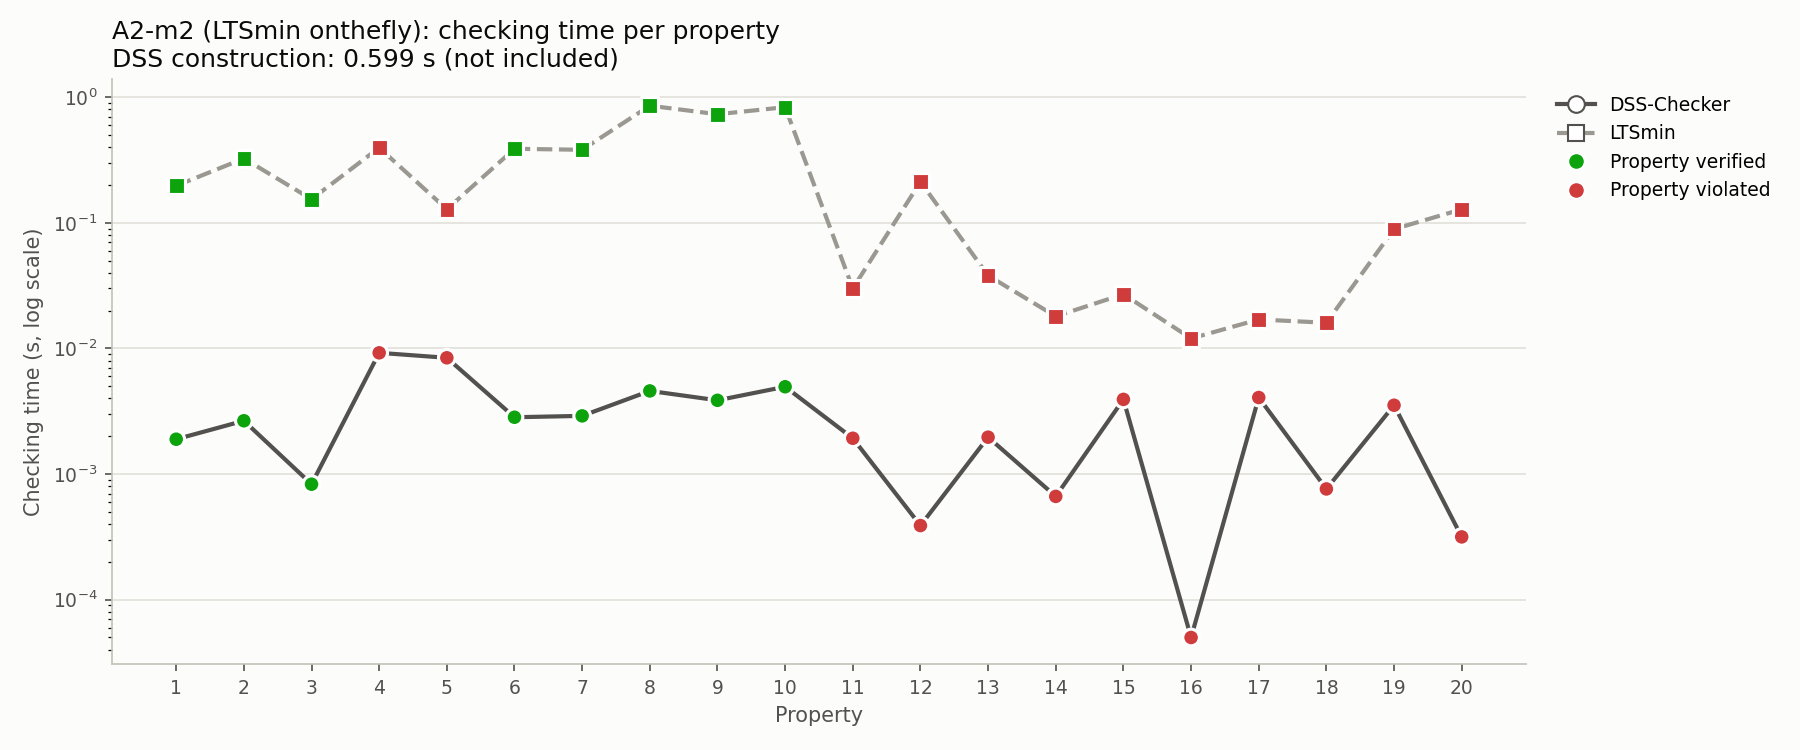 A2-m2 (LTSmin onthefly): checking time per property
DSS construction: 0.599 s (not included)
Checking time (s, log scale)
10⁰
10⁻¹
10⁻²
10⁻³
10⁻⁴
1 2 3 4 5 6 7 8 9 10 11 12 13 14 15 16 17 18 19 20
Property
DSS-Checker
LTSmin
Property verified
Property violated